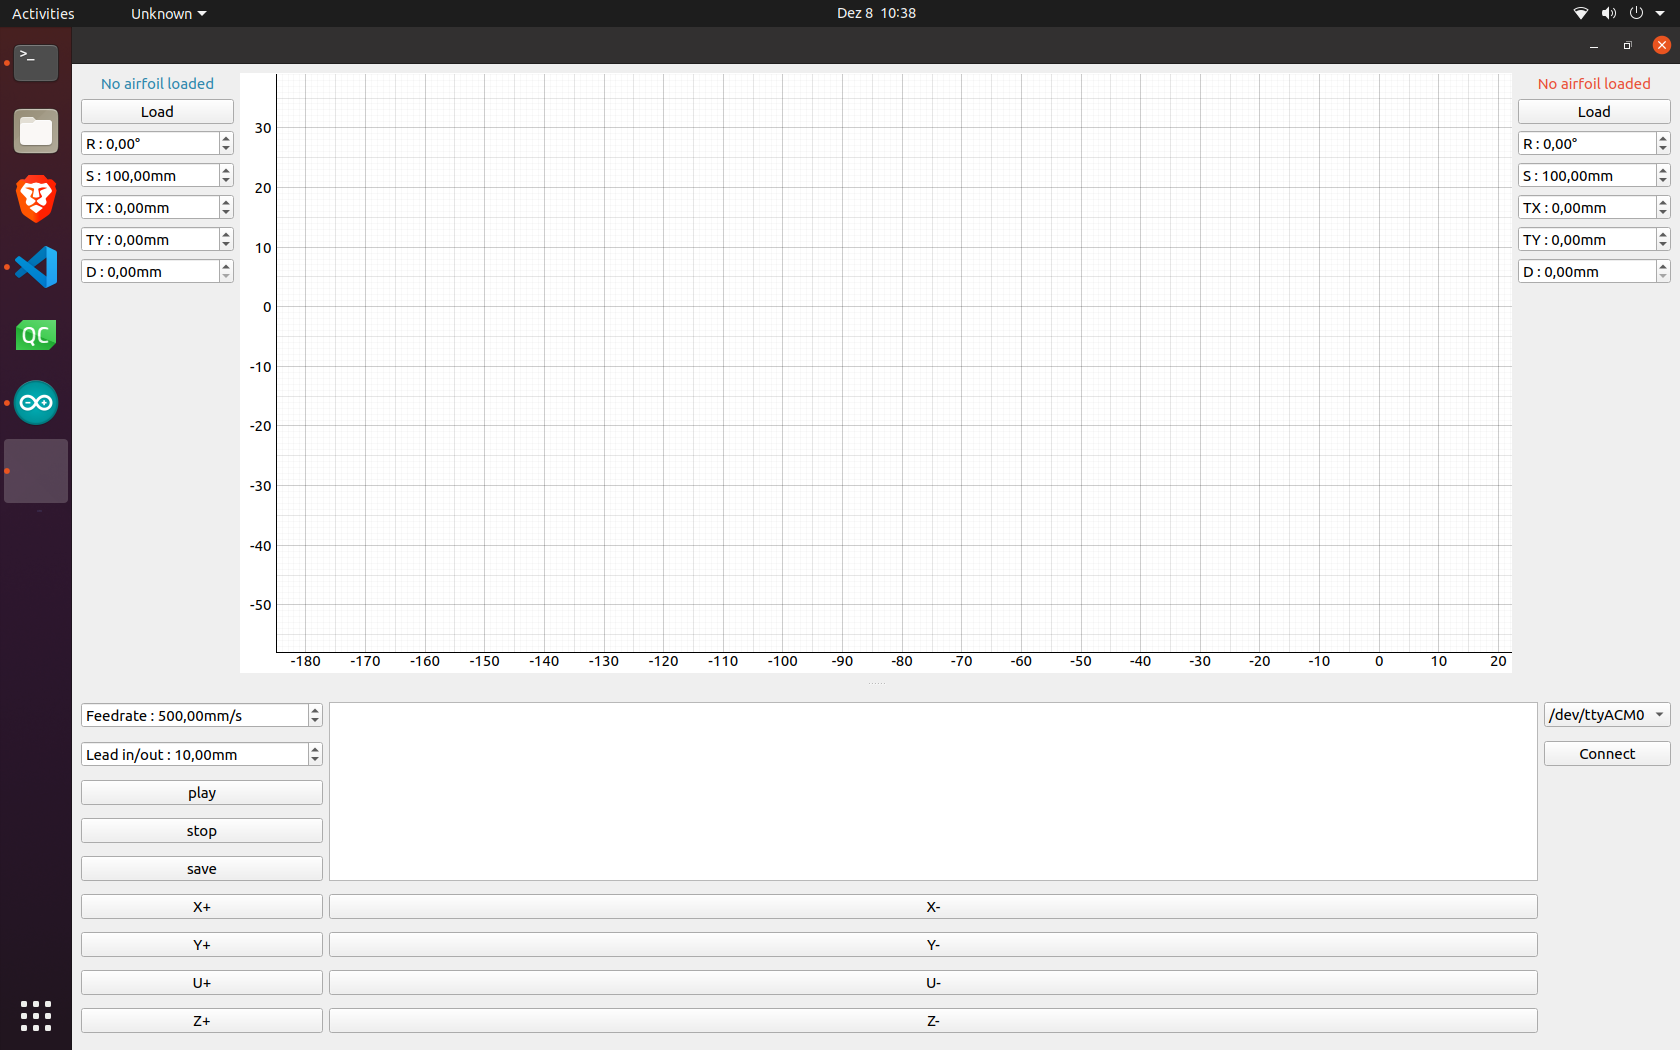 Activities
Unknown
Dez 8 10:38
>_
QC
No airfoil loaded
Load
R : 0,00°
S : 100,00mm
TX : 0,00mm
TY : 0,00mm
D : 0,00mm
30
20
10
0
-10
-20
-30
-40
-50
-180 -170 -160 -150 -140 -130 -120 -110 -100 -90 -80 -70 -60 -50 -40 -30 -20 -10 0 10 20
No airfoil loaded
Load
R : 0,00°
S : 100,00mm
TX : 0,00mm
TY : 0,00mm
D : 0,00mm
Feedrate : 500,00mm/s
Lead in/out : 10,00mm
play
stop
save
/dev/ttyACM0
Connect
X+ X-
Y+ Y-
U+ U-
Z+ Z-